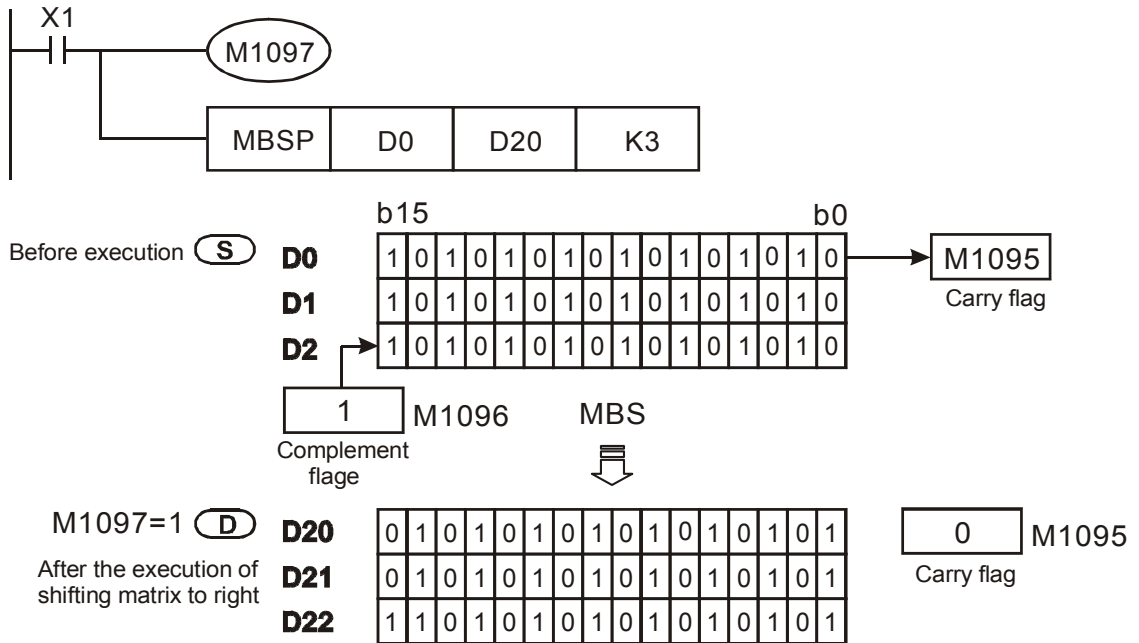 X1
M1097
MBSP D0 D20 K3
b15 b0
Before execution S D0 1 0 1 0 1 0 1 0 1 0 1 0 1 0 1 0 M1095
Carry flag
D1 1 0 1 0 1 0 1 0 1 0 1 0 1 0 1 0
D2 1 0 1 0 1 0 1 0 1 0 1 0 1 0 1 0
1 M1096 MBS
Complement
flage
M1097=1 D D20 0 1 0 1 0 1 0 1 0 1 0 1 0 1 0 1 0 M1095
After the execution of
shifting matrix to right
D21 0 1 0 1 0 1 0 1 0 1 0 1 0 1 0 1 Carry flag
D22 1 1 0 1 0 1 0 1 0 1 0 1 0 1 0 1